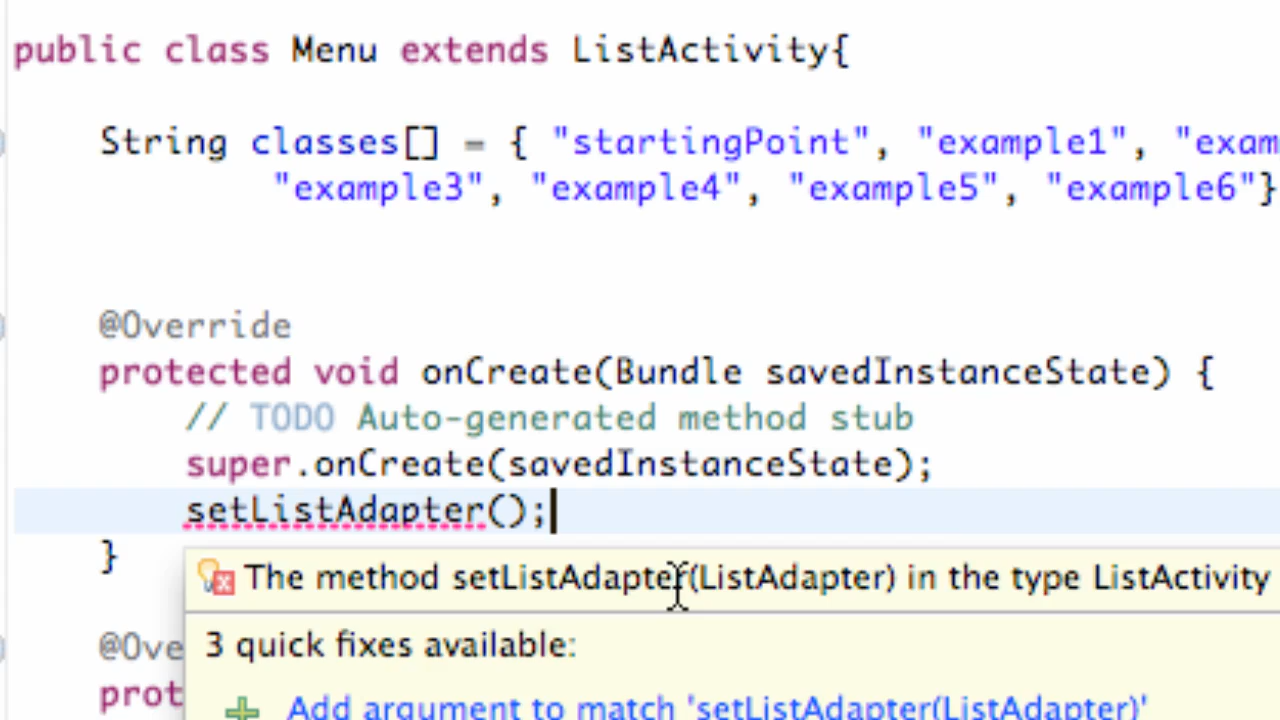 public class Menu extends ListActivity{
String classes[] = { "startingPoint", "example1", "exam
"example3", "example4", "example5", "example6"}
@Override
protected void onCreate(Bundle savedInstanceState) {
// TODO Auto-generated method stub
super.onCreate(savedInstanceState);
setListAdapter();
}
The method setListAdapter(ListAdapter) in the type ListActivity
3 quick fixes available:
@Ove
prot
Add argument to match 'setListAdapter(ListAdapter)'